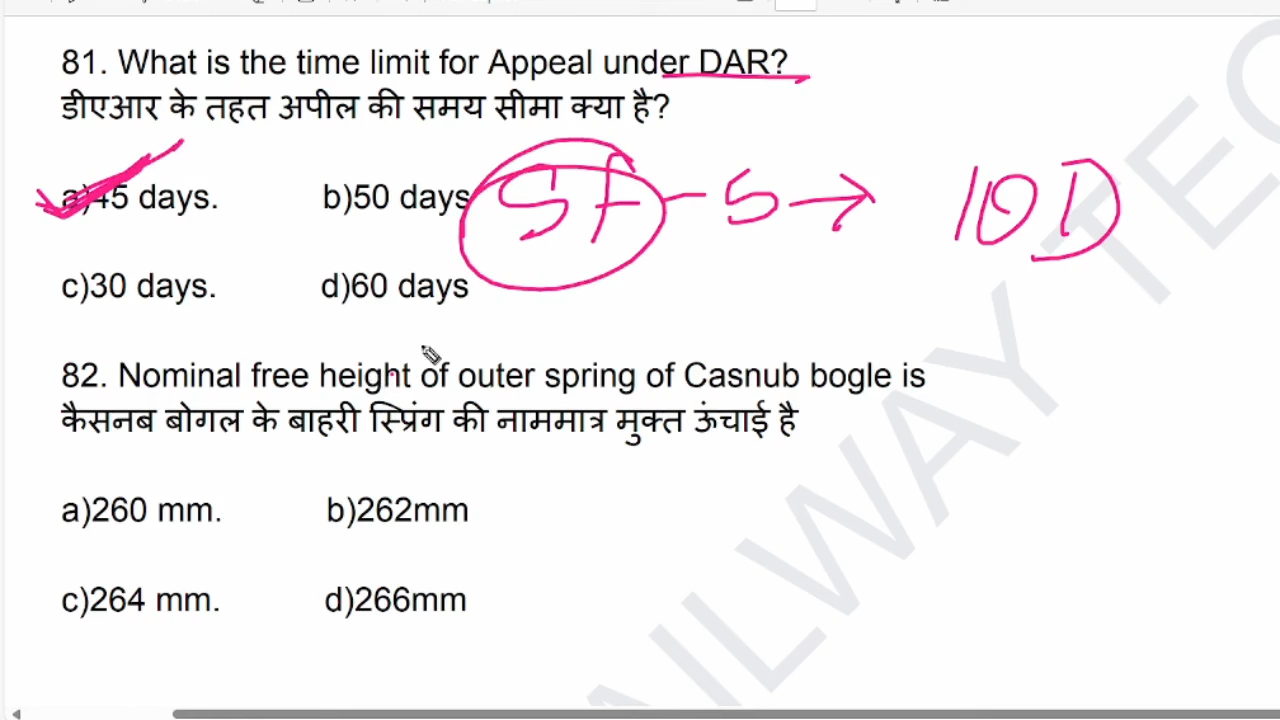 81. What is the time limit for Appeal under DAR?
डीएआर के तहत अपील की समय सीमा क्या है?
a)45 days. b)50 days SF-5→ 10D
c)30 days. d)60 days
82. Nominal free height of outer spring of Casnub bogle is
कैसनब बोगल के बाहरी स्प्रिंग की नाममात्र मुक्त ऊंचाई है
a)260 mm. b)262mm
c)264 mm. d)266mm